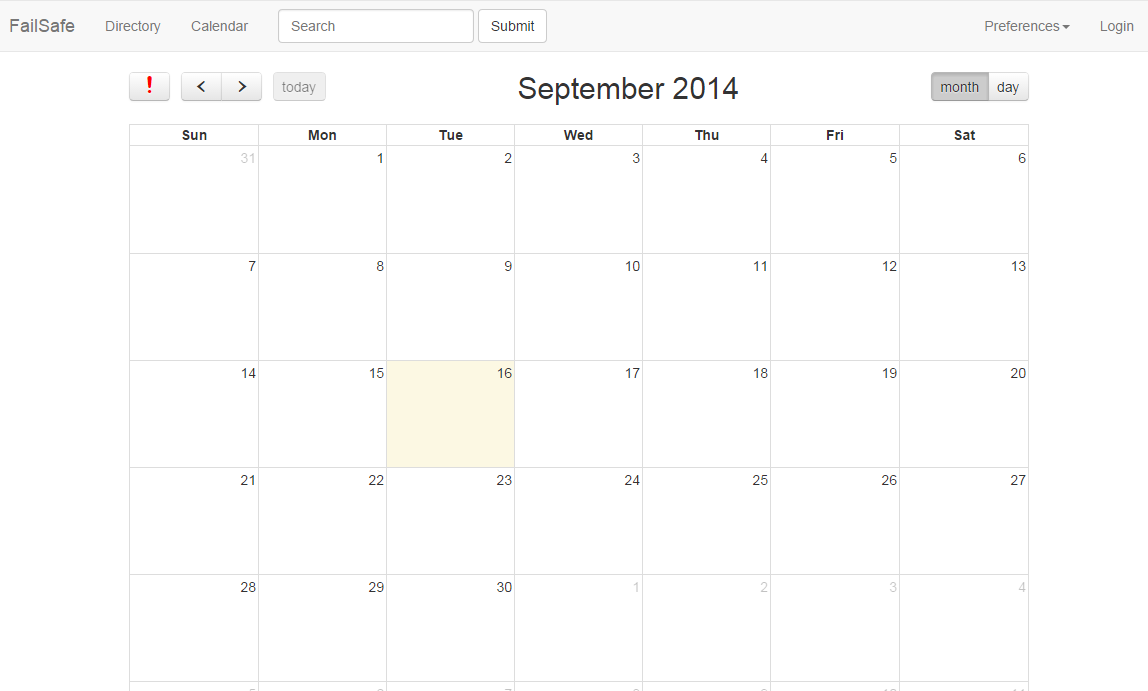 FailSafe Directory Calendar Search Submit Preferences Login
! < > today September 2014 month day
Sun Mon Tue Wed Thu Fri Sat
31 1 2 3 4 5 6
7 8 9 10 11 12 13
14 15 16 17 18 19 20
21 22 23 24 25 26 27
28 29 30 1 2 3 4